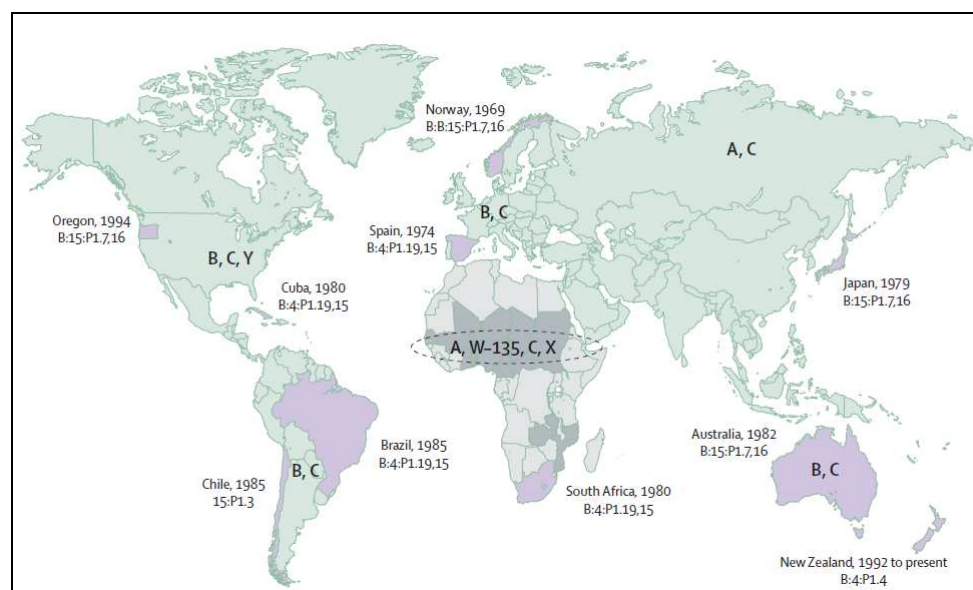 Norway, 1969
B:B:15:P1.7,16
A, C
Oregon, 1994
B:15:P1.7,16
B, C
Spain, 1974
B:4:P1.19,15
B, C, Y
Cuba, 1980
B:4:P1.19,15
Japan, 1979
B:15:P1.7,16
A, W–135, C, X
Brazil, 1985
B:4:P1.19,15
Australia, 1982
B:15:P1.7,16
B, C
Chile, 1985
15:P1.3
B, C
South Africa, 1980
B:4:P1.19,15
New Zealand, 1992 to present
B:4:P1.4